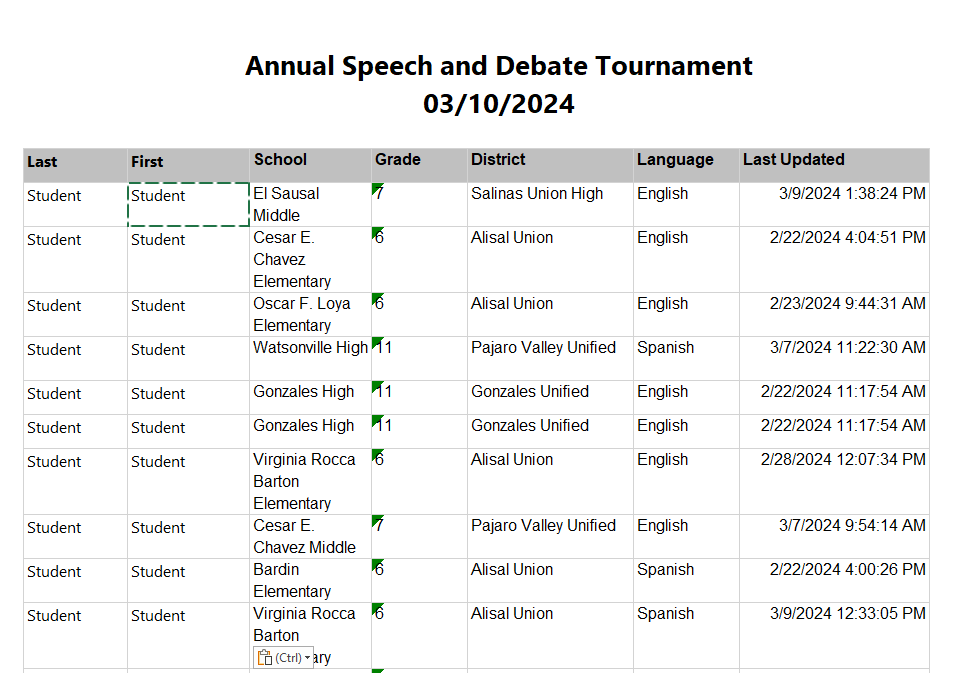 Annual Speech and Debate Tournament
03/10/2024
Last First School Grade District Language Last Updated
Student Student El Sausal 7 Salinas Union High English 3/9/2024 1:38:24 PM
Middle
Student Student Cesar E. 6 Alisal Union English 2/22/2024 4:04:51 PM
Chavez
Elementary
Student Student Oscar F. Loya 6 Alisal Union English 2/23/2024 9:44:31 AM
Elementary
Student Student Watsonville High 11 Pajaro Valley Unified Spanish 3/7/2024 11:22:30 AM
Student Student Gonzales High 11 Gonzales Unified English 2/22/2024 11:17:54 AM
Student Student Gonzales High 11 Gonzales Unified English 2/22/2024 11:17:54 AM
Student Student Virginia Rocca 6 Alisal Union English 2/28/2024 12:07:34 PM
Barton
Elementary
Student Student Cesar E. 7 Pajaro Valley Unified English 3/7/2024 9:54:14 AM
Chavez Middle
Student Student Bardin 6 Alisal Union Spanish 2/22/2024 4:00:26 PM
Elementary
Student Student Virginia Rocca 6 Alisal Union Spanish 3/9/2024 12:33:05 PM
Barton
(Ctrl) ary